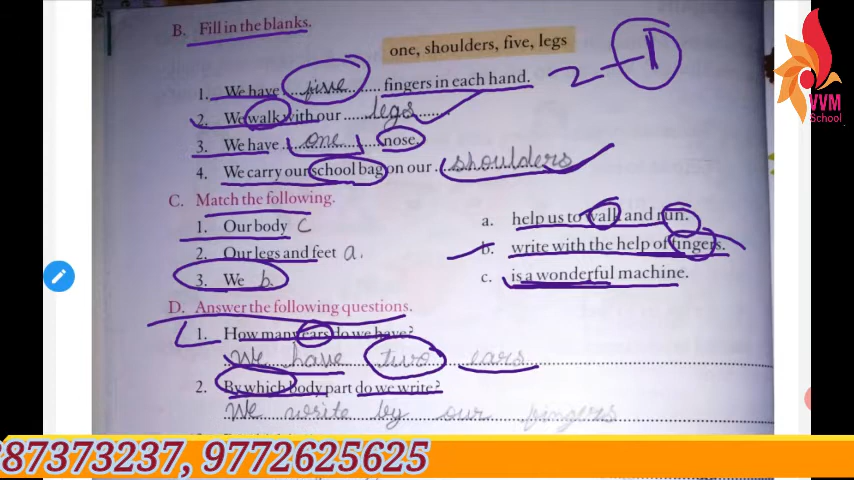 B. Fill in the blanks.
one, shoulders, five, legs
1. We have ...five... fingers in each hand. 2 - 1
2. We walk with our ...legs...
3. We have ...one... nose.
4. We carry our school bag on our ...shoulders...
C. Match the following.
1. Our body c
2. Our legs and feet a.
3. We b.
a. help us to walk and run.
b. write with the help of fingers.
c. is a wonderful machine.
D. Answer the following questions.
1. How many ears do we have?
We have two ears
2. By which body part do we write?
We write by our fingers
VVM
School
87373237, 9772625625